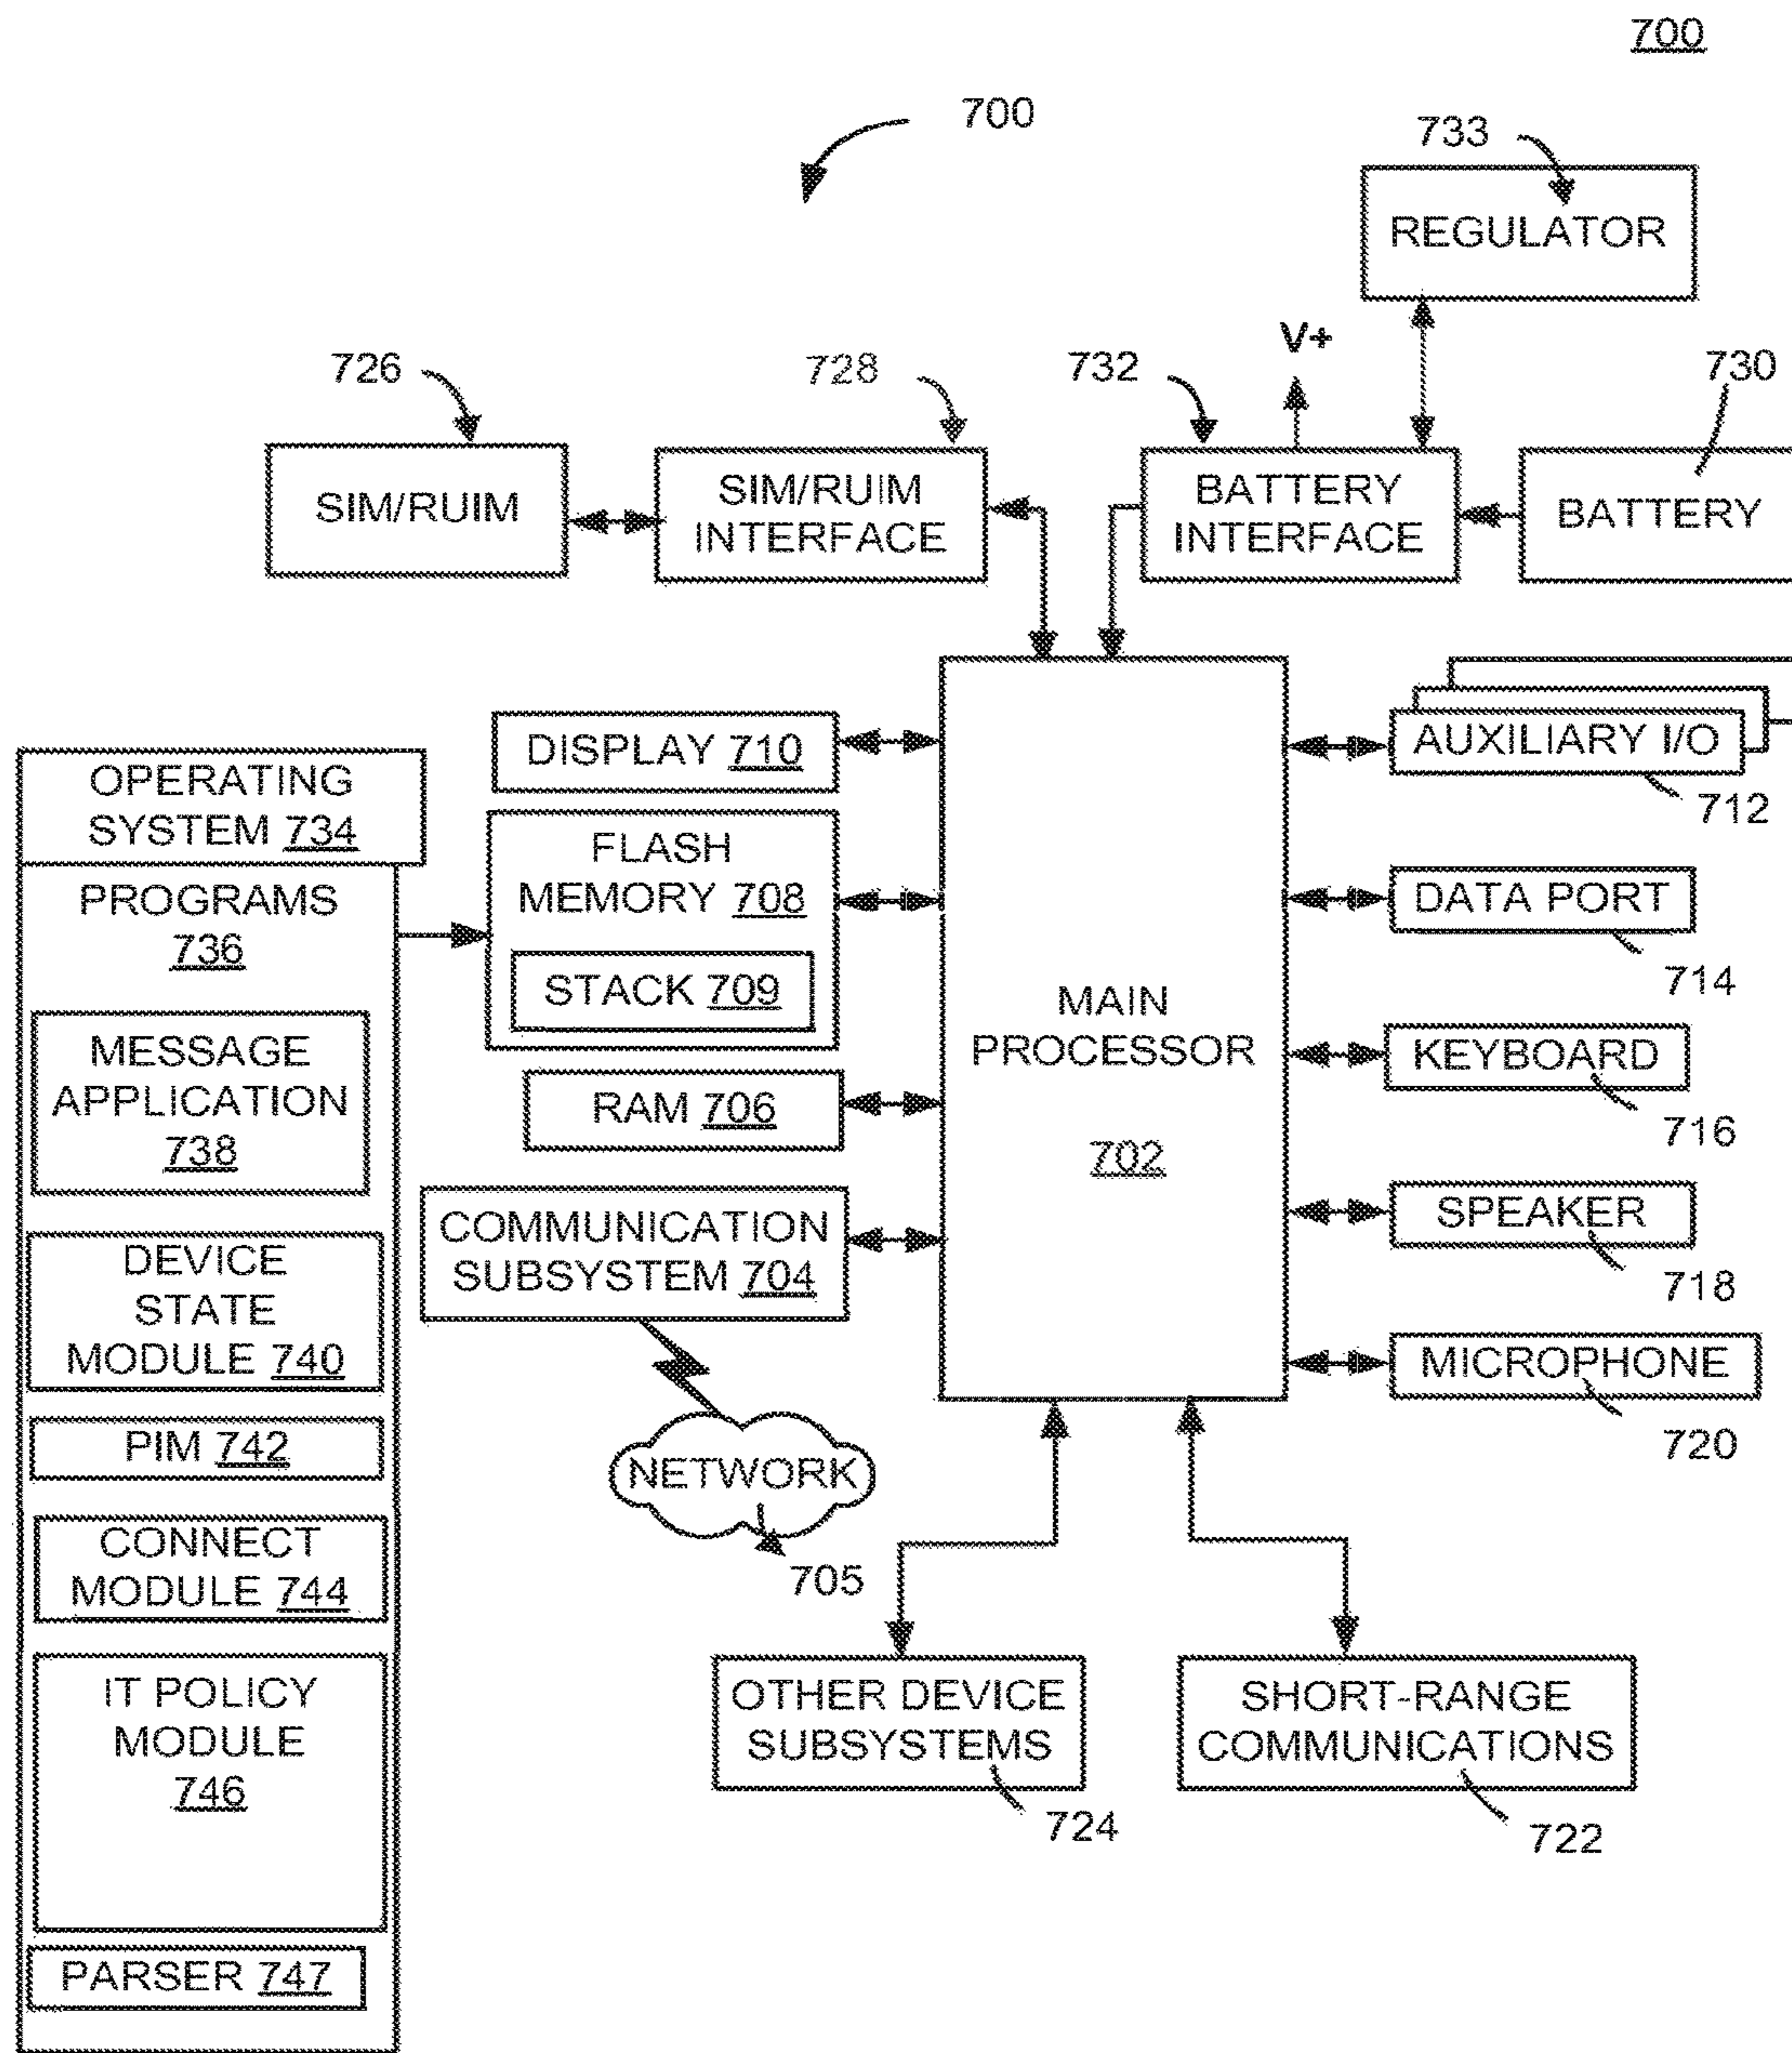 700
700
733
REGULATOR
V+
726
728
732
730
SIM/RUIM
SIM/RUIM
INTERFACE
BATTERY
INTERFACE
BATTERY
OPERATING
SYSTEM 734
PROGRAMS
736
MESSAGE
APPLICATION
738
DEVICE
STATE
MODULE 740
PIM 742
CONNECT
MODULE 744
IT POLICY
MODULE
746
PARSER 747
DISPLAY 710
FLASH
MEMORY 708
STACK 709
RAM 706
COMMUNICATION
SUBSYSTEM 704
NETWORK
705
MAIN
PROCESSOR
702
AUXILIARY I/O
712
DATA PORT
714
KEYBOARD
716
SPEAKER
718
MICROPHONE
720
OTHER DEVICE
SUBSYSTEMS
724
SHORT-RANGE
COMMUNICATIONS
722